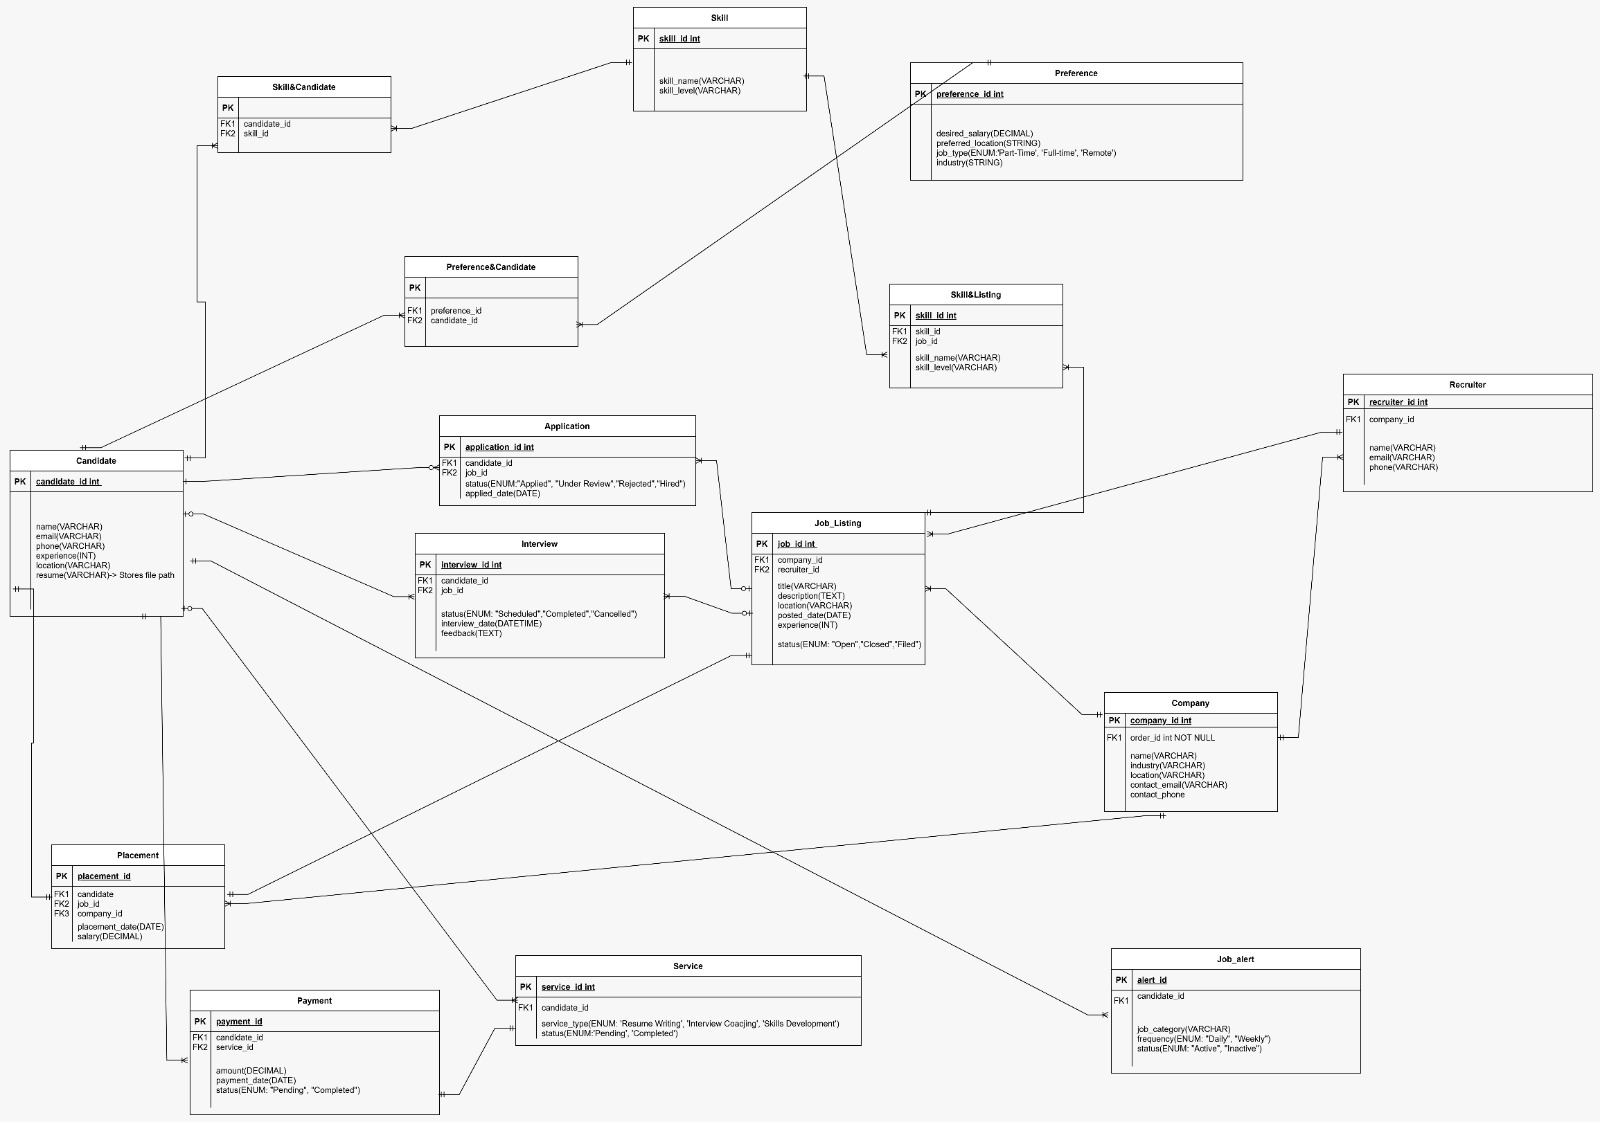 Skill
PK skill_id int
skill_name(VARCHAR)
skill_level(VARCHAR)
Preference
PK preference_id int
desired_salary(DECIMAL)
preferred_location(STRING)
job_type(ENUM:'Part-Time', 'Full-time', 'Remote')
industry(STRING)
Skill&Candidate
PK
FK1 candidate_id
FK2 skill_id
Preference&Candidate
PK
FK1 preference_id
FK2 candidate_id
Skill&Listing
PK skill_id int
FK1 skill_id
FK2 job_id
skill_name(VARCHAR)
skill_level(VARCHAR)
Recruiter
PK recruiter_id int
FK1 company_id
name(VARCHAR)
email(VARCHAR)
phone(VARCHAR)
Application
PK application_id int
FK1 candidate_id
FK2 job_id
status(ENUM:"Applied", "Under Review","Rejected","Hired")
applied_date(DATE)
Candidate
PK candidate_id int
name(VARCHAR)
email(VARCHAR)
phone(VARCHAR)
experience(INT)
location(VARCHAR)
resume(VARCHAR)-> Stores file path
Interview
PK interview_id int
FK1 candidate_id
FK2 job_id
status(ENUM: "Scheduled","Completed","Cancelled")
interview_date(DATETIME)
feedback(TEXT)
Job_Listing
PK job_id int
FK1 company_id
FK2 recruiter_id
title(VARCHAR)
description(TEXT)
location(VARCHAR)
posted_date(DATE)
experience(INT)
status(ENUM: "Open","Closed","Filed")
Company
PK company_id int
FK1 order_id int NOT NULL
name(VARCHAR)
industry(VARCHAR)
location(VARCHAR)
contact_email(VARCHAR)
contact_phone
Placement
PK placement_id
FK1 candidate
FK2 job_id
FK3 company_id
placement_date(DATE)
salary(DECIMAL)
Service
PK service_id int
FK1 candidate_id
service_type(ENUM: 'Resume Writing', 'Interview Coacjing', 'Skills Development')
status(ENUM:'Pending', 'Completed')
Job_alert
PK alert_id
FK1 candidate_id
job_category(VARCHAR)
frequency(ENUM: "Daily", "Weekly")
status(ENUM: "Active", "Inactive")
Payment
PK payment_id
FK1 candidate_id
FK2 service_id
amount(DECIMAL)
payment_date(DATE)
status(ENUM: "Pending", "Completed")